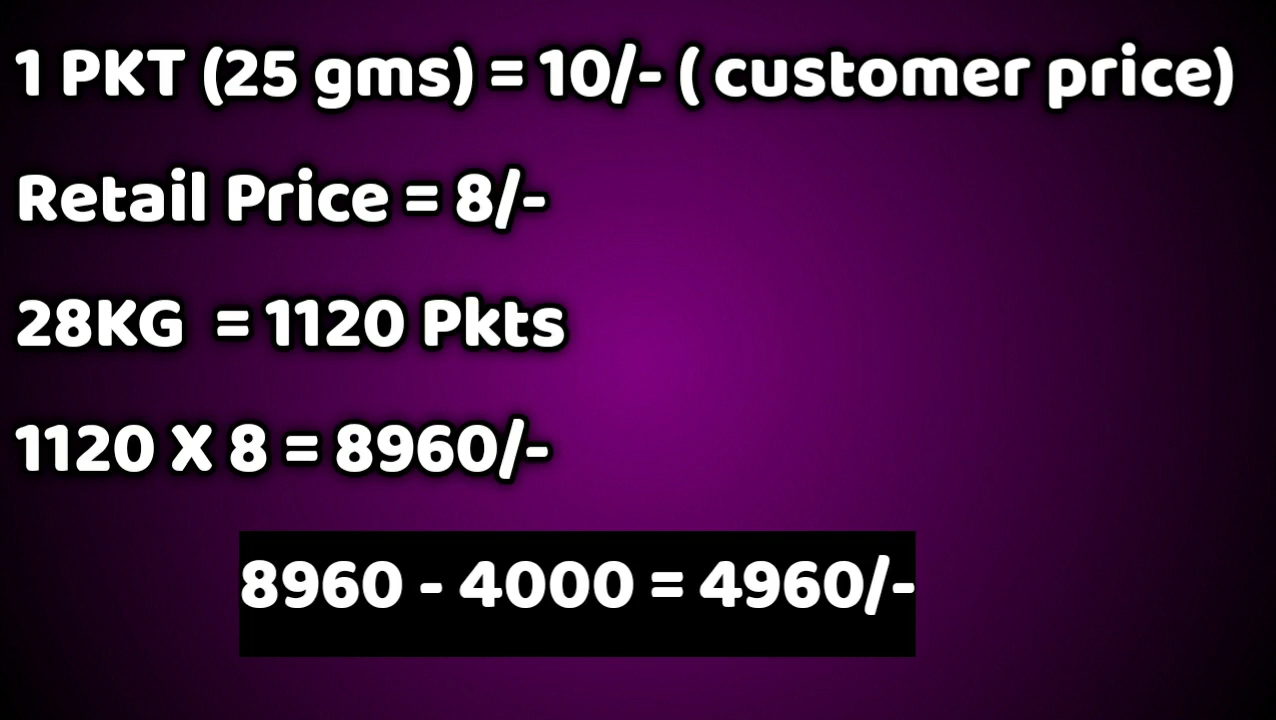 1 PKT (25 gms) = 10/- ( customer price)
Retail Price = 8/-
28KG = 1120 Pkts
1120 X 8 = 8960/-
8960 - 4000 = 4960/-